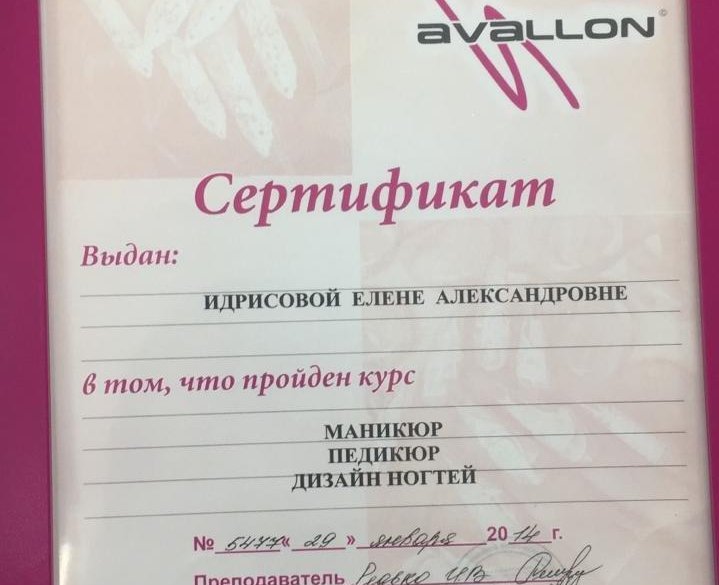 avallon©
Сертификат
Выдан:
ИДРИСОВОЙ ЕЛЕНЕ АЛЕКСАНДРОВНЕ
в том, что пройден курс
МАНИКЮР
ПЕДИКЮР
ДИЗАЙН НОГТЕЙ
№ 5477 « 29 » января 2014 г.
Преподаватель Редько И.В.